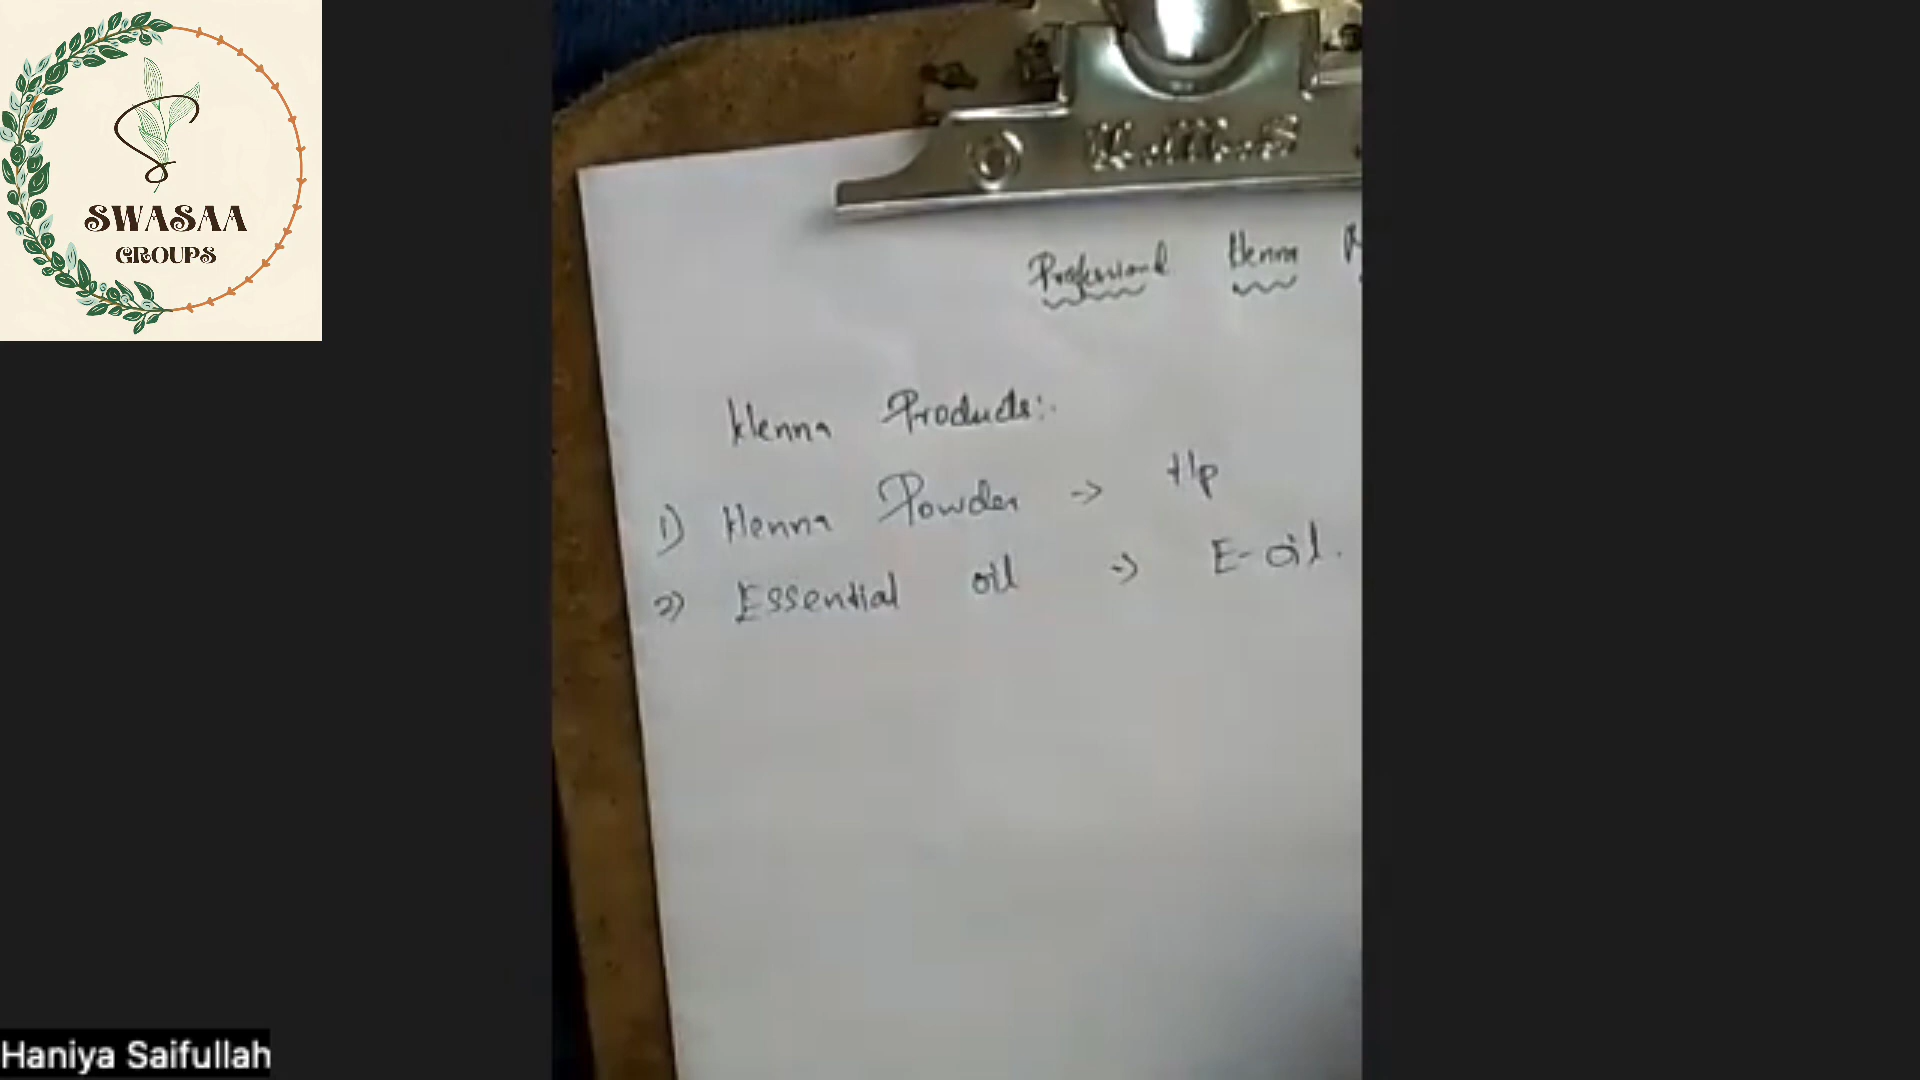 SWASAA
GROUPS
Professional Henna
Henna Products:-
1) Henna Powder -> Hp
2) Essential oil -> E-oil.
Haniya Saifullah